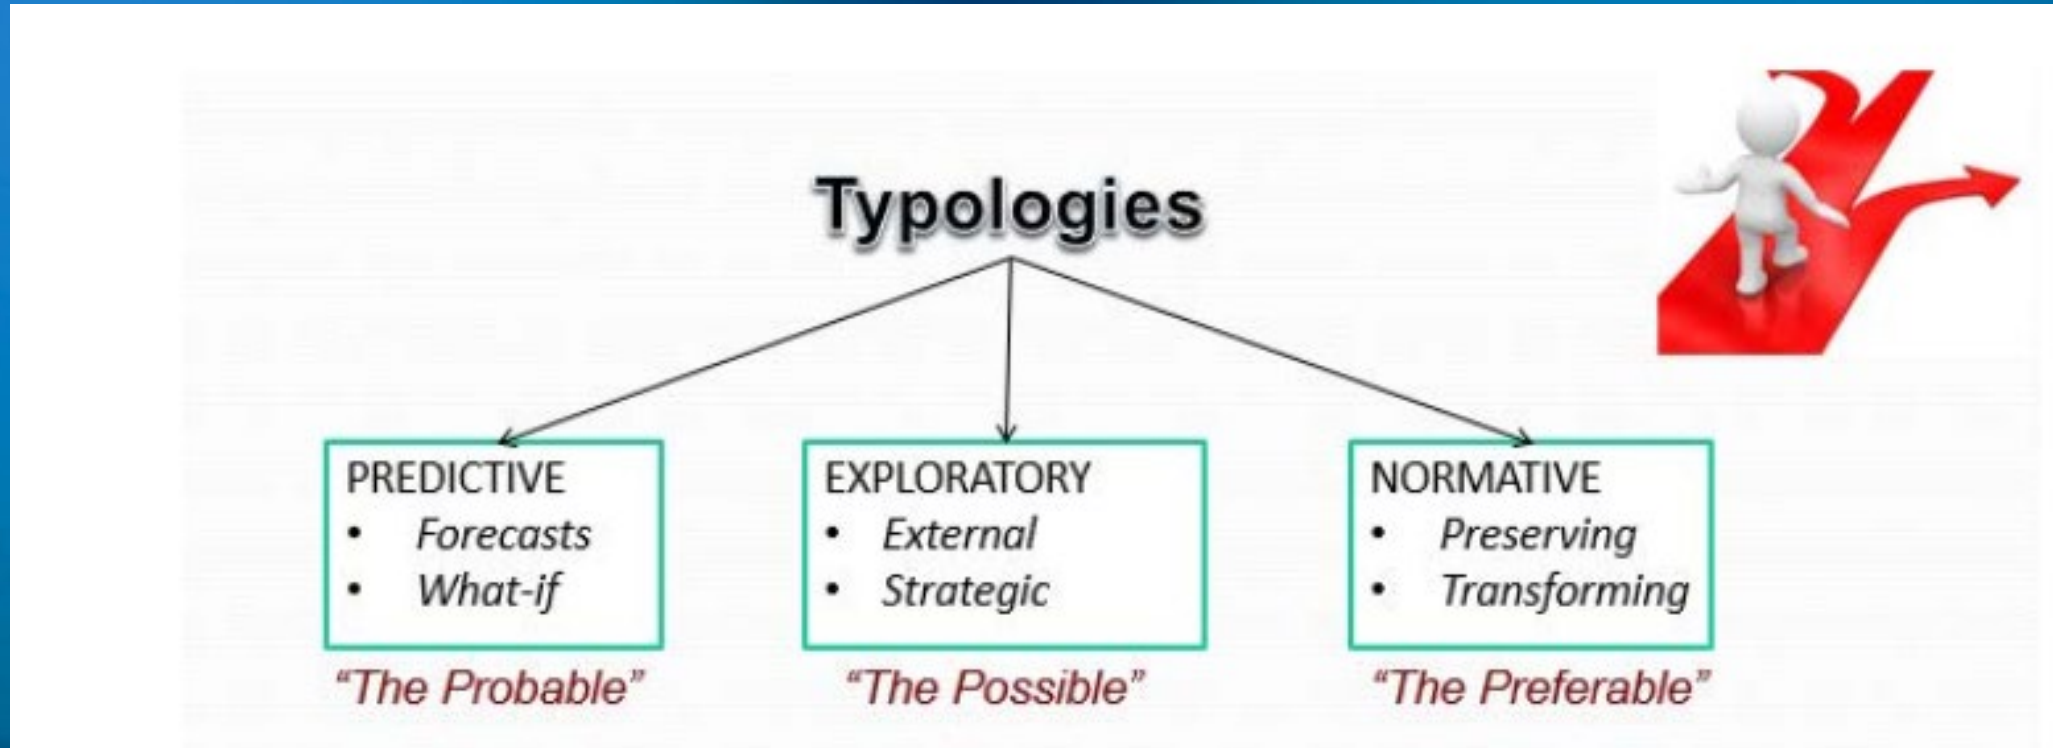 Typologies
PREDICTIVE
• Forecasts
• What-if
"The Probable"
EXPLORATORY
• External
• Strategic
"The Possible"
NORMATIVE
• Preserving
• Transforming
"The Preferable"